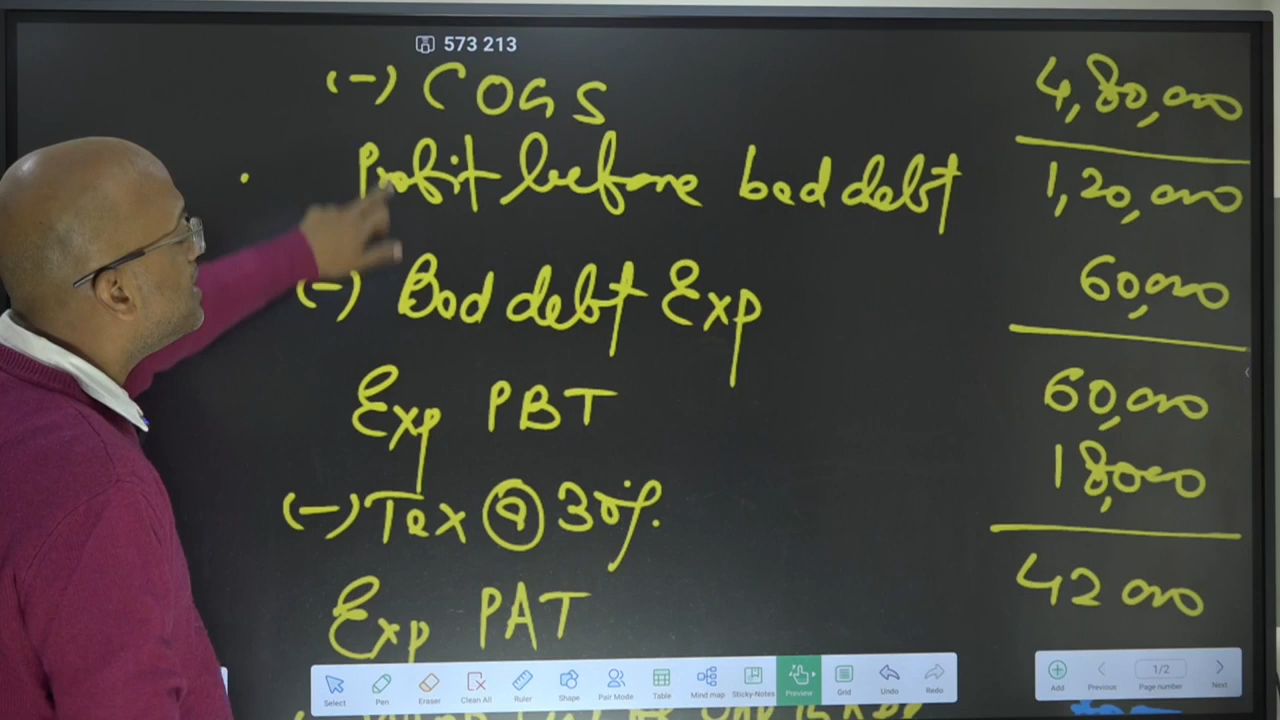 573 213
(-) COGS 4,80,000
Profit before bad debt 1,20,000
(-) Bad debt Exp 60,000
Exp PBT 60,000
18,000
(-) Tax @ 30%
Exp PAT 42000
Select Pen Eraser Clean All Ruler Shape Pair Mode Table Mind map Sticky-Notes Preview Grid Undo Redo
Add Previous 1/2 Page number Next